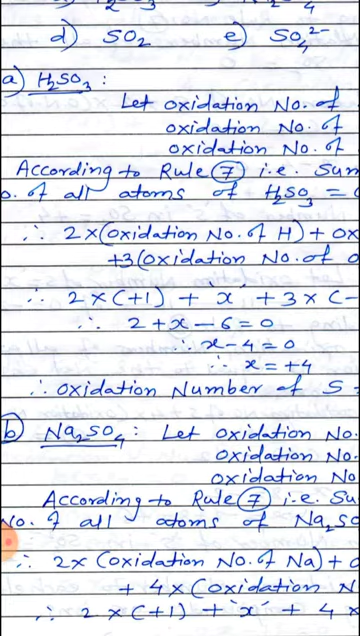 d) SO2 e) SO4 2-
a) H2SO3 :
Let oxidation No. of
oxidation No. of
oxidation No. of
According to Rule 7 i.e. Sum
o. of all atoms of H2SO3 =
∴ 2x(oxidation No. of H) + ox
+3(oxidation No. of o
∴ 2 x (+1) + x + 3 x (-
∴ 2 + x - 6 = 0
∴ x - 4 = 0
∴ x = +4
∴ oxidation Number of S =
b) Na2SO4 : Let oxidation No.
oxidation No.
oxidation No
According to Rule 7 i.e. Su
No. of all atoms of Na2SO
∴ 2x (oxidation No. of Na) + o
+ 4 x (oxidation N
∴ 2 x (+1) + 'x' + 4 x